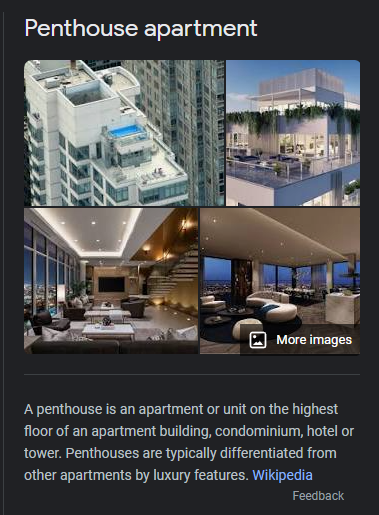 Penthouse apartment
More images
A penthouse is an apartment or unit on the highest
floor of an apartment building, condominium, hotel or
tower. Penthouses are typically differentiated from
other apartments by luxury features. Wikipedia
Feedback